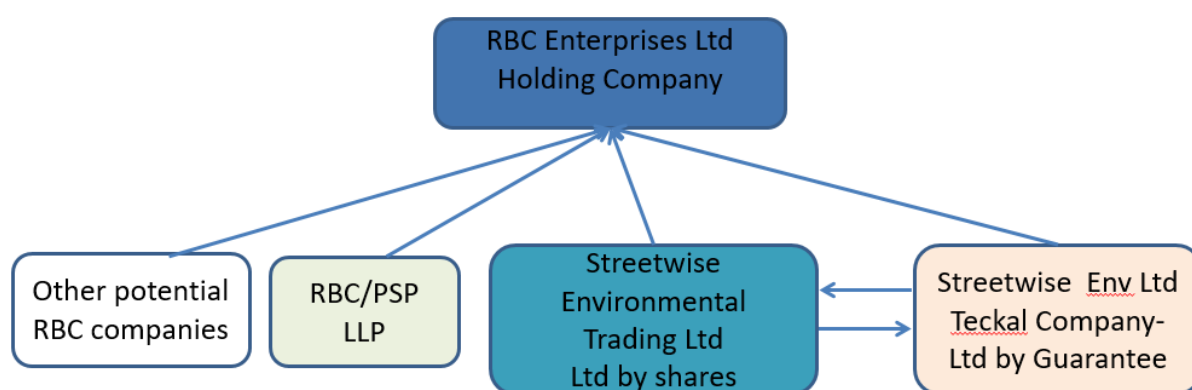 RBC Enterprises Ltd
Holding Company
Other potential
RBC companies
RBC/PSP
LLP
Streetwise
Environmental
Trading Ltd
Ltd by shares
Streetwise Env Ltd
Teckal Company-
Ltd by Guarantee